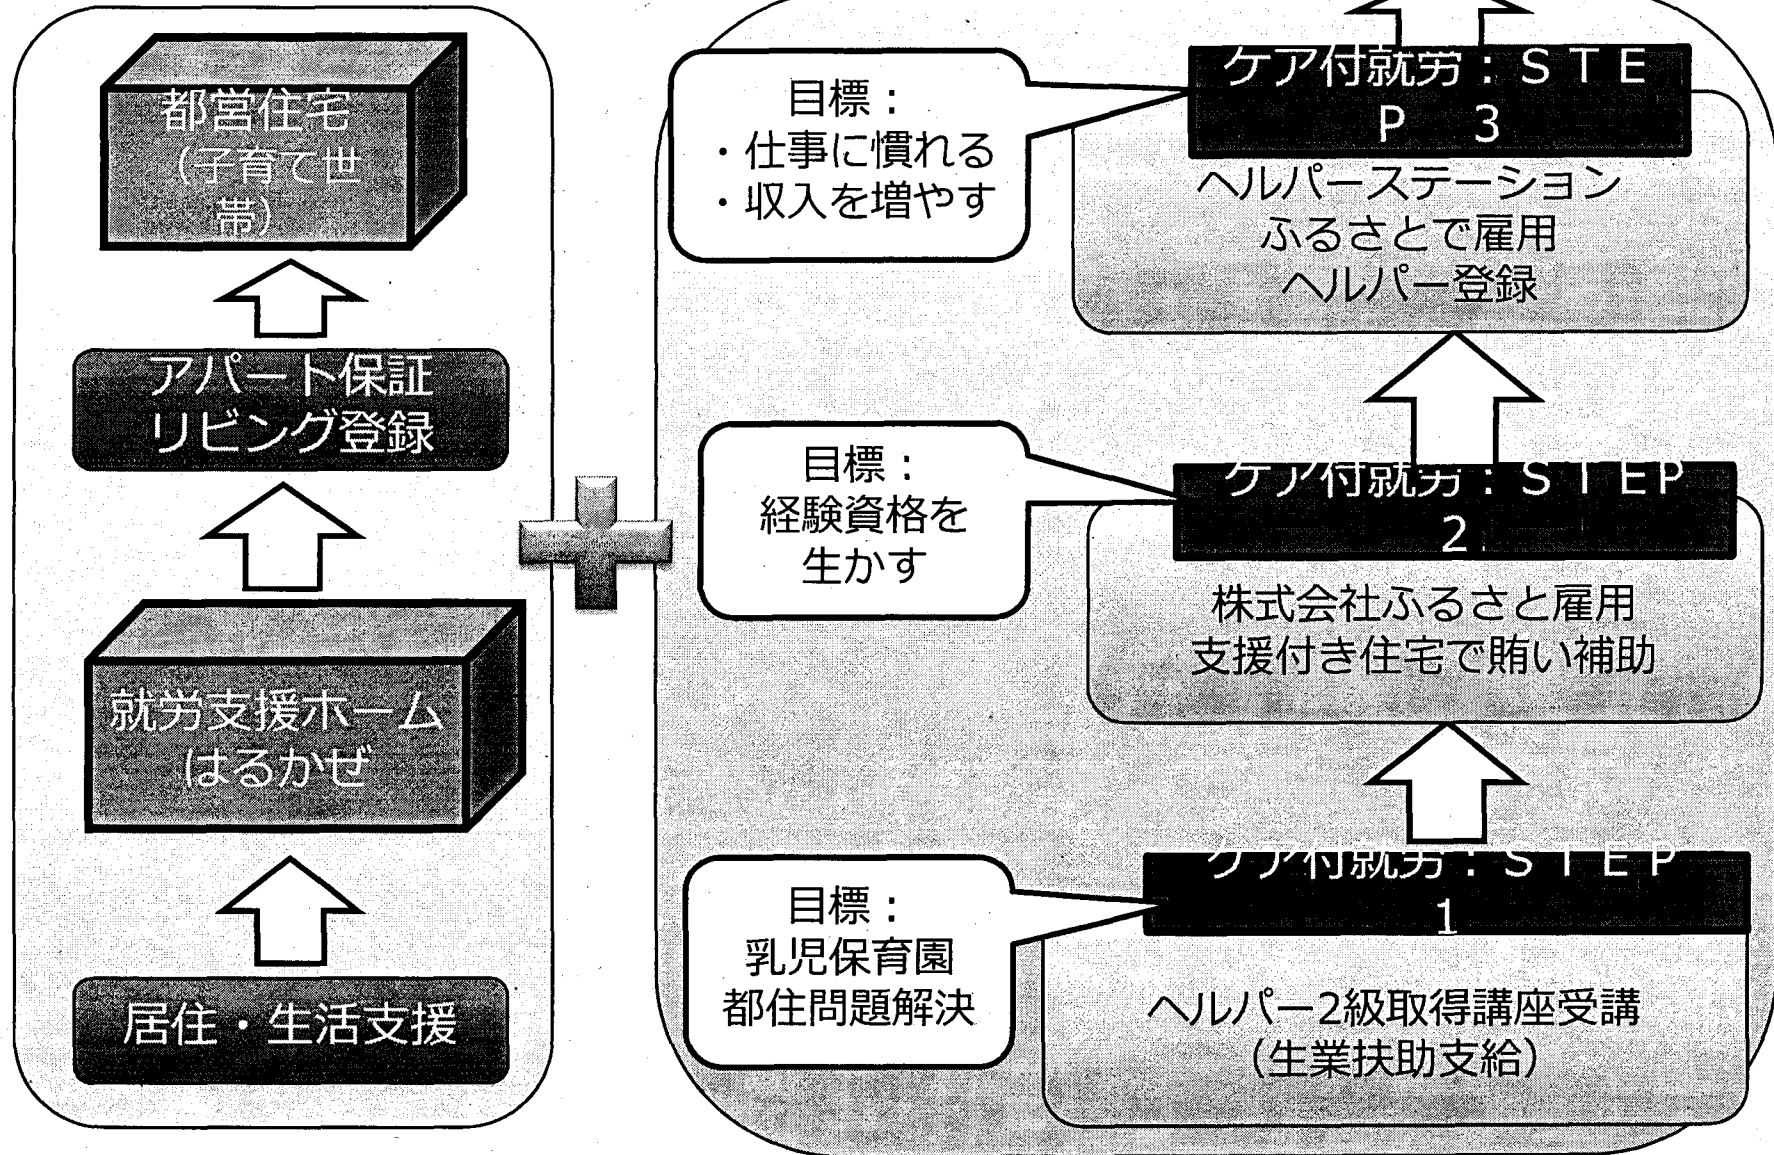 都営住宅
（子育て世
帯）
アパート保証
リビング登録
就労支援ホーム
はるかぜ
居住・生活支援
目標：
・仕事に慣れる
・収入を増やす
ケア付就労：ＳＴＥ
Ｐ　３
ヘルパーステーション
ふるさとで雇用
ヘルパー登録
目標：
経験資格を
生かす
ケア付就労：ＳＴＥＰ
２
株式会社ふるさと雇用
支援付き住宅で賄い補助
目標：
乳児保育園
都住問題解決
ケア付就労：ＳＴＥＰ
１
ヘルパー2級取得講座受講
（生業扶助支給）